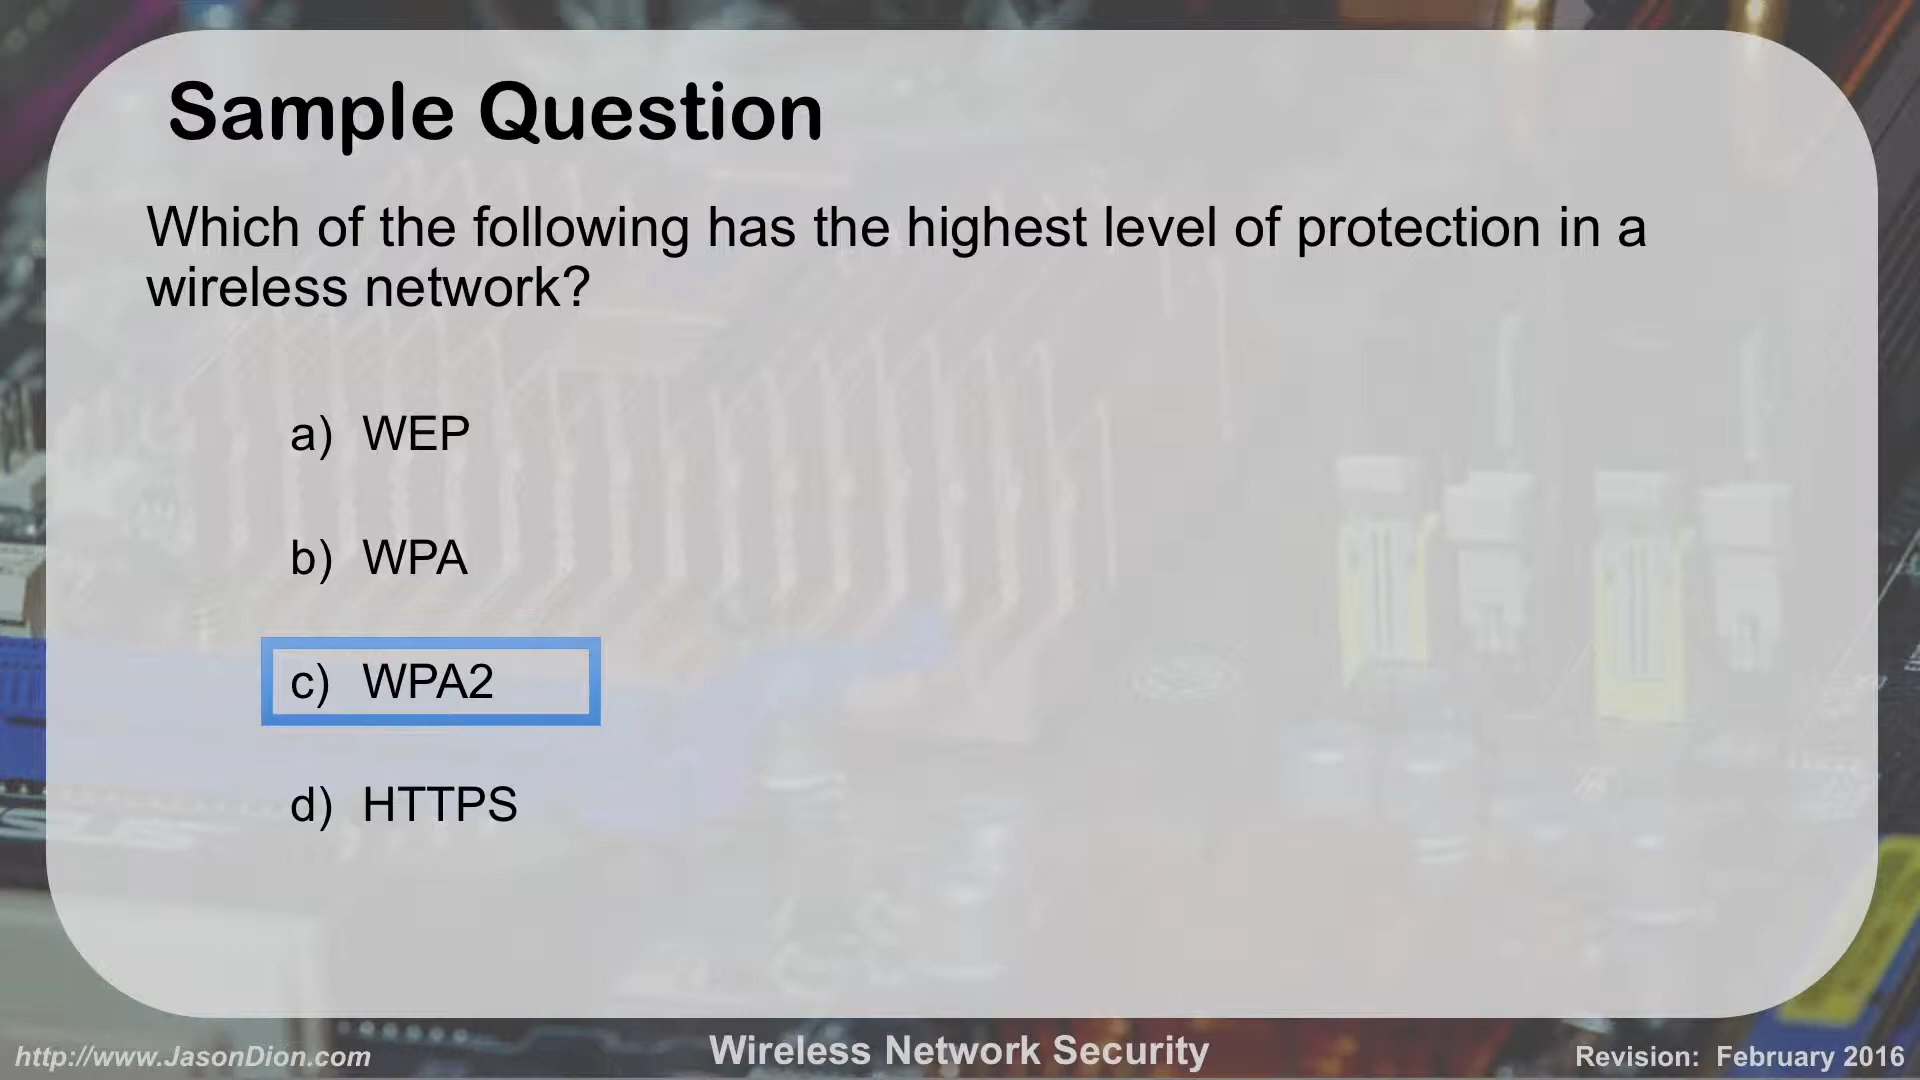 Sample Question
Which of the following has the highest level of protection in a
wireless network?
a) WEP
b) WPA
c) WPA2
d) HTTPS
http://www.JasonDion.com
Wireless Network Security
Revision: February 2016